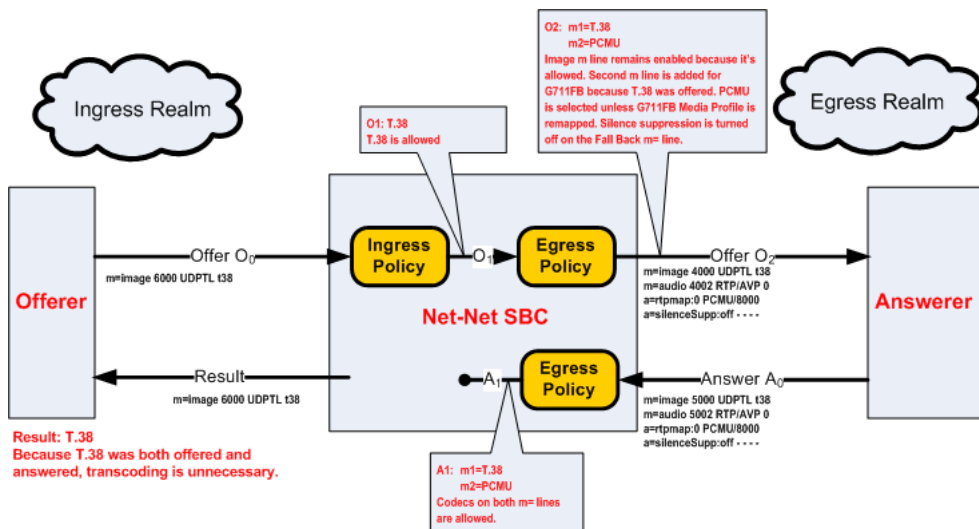 O2: m1=T.38
m2=PCMU
Image m line remains enabled because it's
allowed. Second m line is added for
G711FB because T.38 was offered. PCMU
is selected unless G711FB Media Profile is
remapped. Silence suppression is turned
off on the Fall Back m= line.
Ingress Realm
Egress Realm
O1: T.38
T.38 is allowed
Offerer
Offer O0
m=image 6000 UDPTL t38
Ingress
Policy
O1
Egress
Policy
Offer O2
m=image 4000 UDPTL t38
m=audio 4002 RTP/AVP 0
a=rtpmap:0 PCMU/8000
a=silenceSupp:off - - - -
Answerer
Net-Net SBC
Result
m=image 6000 UDPTL t38
A1
Egress
Policy
Answer A0
m=image 5000 UDPTL t38
m=audio 5002 RTP/AVP 0
a=rtpmap:0 PCMU/8000
a=silenceSupp:off - - - -
Result: T.38
Because T.38 was both offered and
answered, transcoding is unnecessary.
A1: m1=T.38
m2=PCMU
Codecs on both m= lines
are allowed.